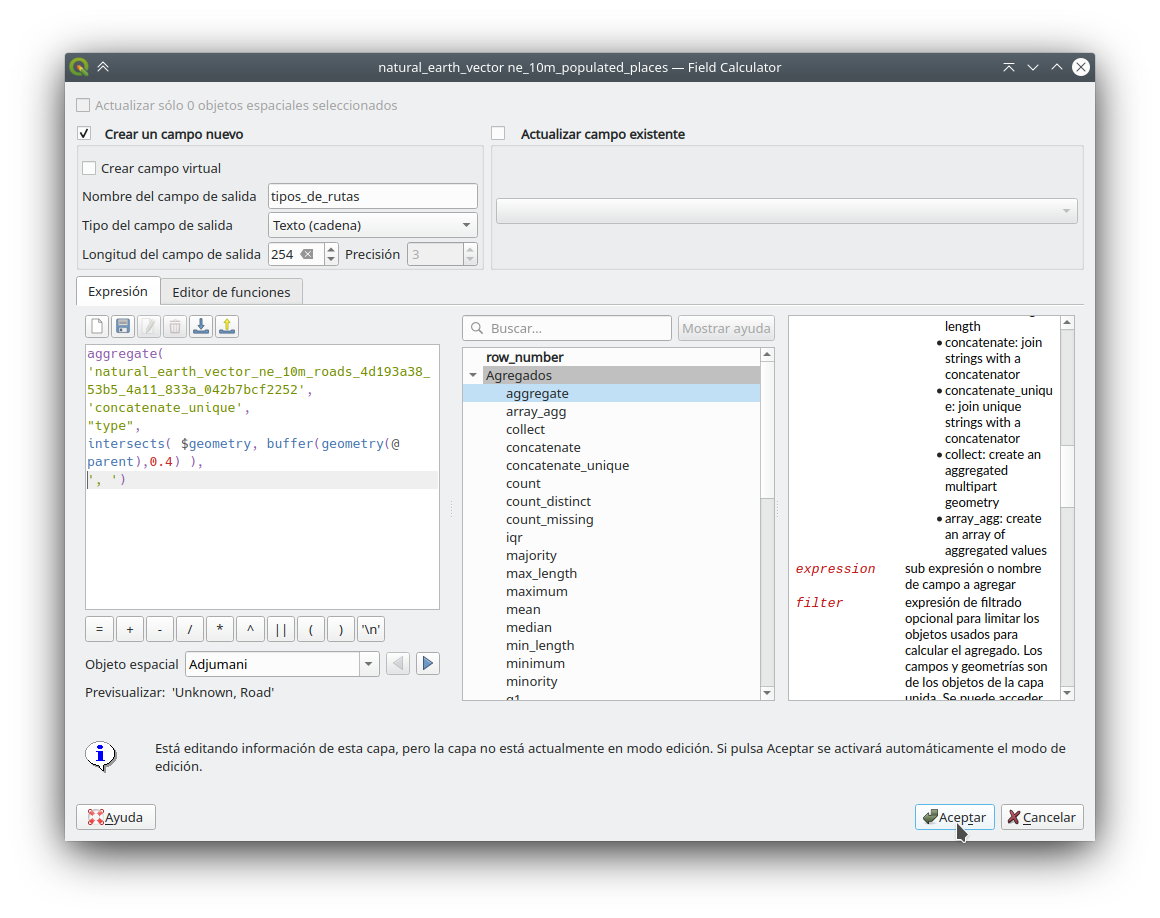 natural_earth_vector ne_10m_populated_places — Field Calculator
Actualizar sólo 0 objetos espaciales seleccionados
Crear un campo nuevo
Actualizar campo existente
Crear campo virtual
Nombre del campo de salida
tipos_de_rutas
Tipo del campo de salida
Texto (cadena)
Longitud del campo de salida
254
Precisión
3
Expresión
Editor de funciones
aggregate(
'natural_earth_vector_ne_10m_roads_4d193a38_
53b5_4a11_833a_042b7bcf2252',
'concatenate_unique',
"type",
intersects( $geometry, buffer(geometry(@
parent),0.4) ),
', ')
= + - / * ^ || ( ) '\n'
Objeto espacial
Adjumani
Previsualizar: 'Unknown, Road'
Buscar...
Mostrar ayuda
row_number
Agregados
aggregate
array_agg
collect
concatenate
concatenate_unique
count
count_distinct
count_missing
iqr
majority
max_length
maximum
mean
median
min_length
minimum
minority
q1
length
concatenate: join
strings with a
concatenator
concatenate_uniqu
e: join unique
strings with a
concatenator
collect: create an
aggregated
multipart
geometry
array_agg: create
an array of
aggregated values
expression
sub expresión o nombre
de campo a agregar
filter
expresión de filtrado
opcional para limitar los
objetos usados para
calcular el agregado. Los
campos y geometrías son
de los objetos de la capa
unida. Se puede acceder
Está editando información de esta capa, pero la capa no está actualmente en modo edición. Si pulsa Aceptar se activará automáticamente el modo de
edición.
Ayuda
Aceptar
Cancelar